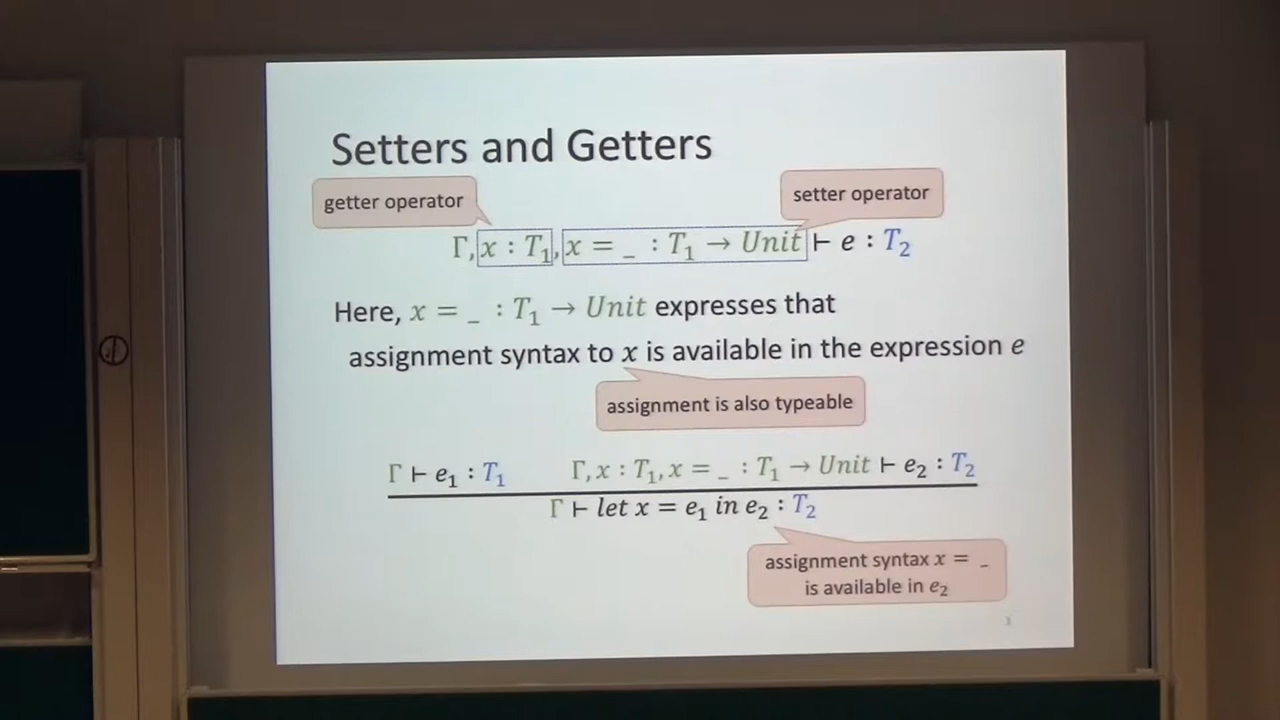 Setters and Getters
getter operator
setter operator
Γ, x : T₁, x = _ : T₁ → Unit ⊢ e : T₂
Here, x = _ : T₁ → Unit expresses that
assignment syntax to x is available in the expression e
assignment is also typeable
Γ ⊢ e₁ : T₁    Γ, x : T₁, x = _ : T₁ → Unit ⊢ e₂ : T₂
Γ ⊢ let x = e₁ in e₂ : T₂
assignment syntax x = _
is available in e₂
3